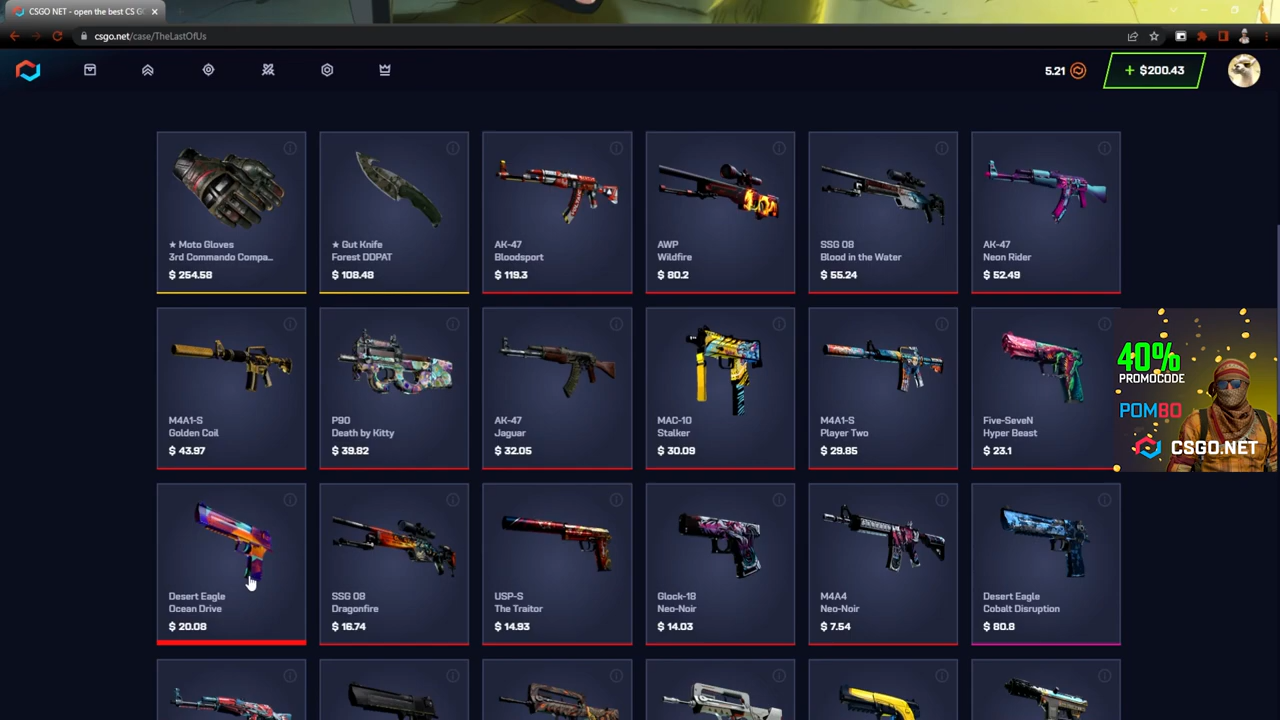 CSGO NET - open the best CS G
csgo.net/case/TheLastOfUs
5.21
+ $200.43
★ Moto Gloves
3rd Commando Compa...
$ 254.58
★ Gut Knife
Forest DDPAT
$ 108.48
AK-47
Bloodsport
$ 119.3
AWP
Wildfire
$ 80.2
SSG 08
Blood in the Water
$ 55.24
AK-47
Neon Rider
$ 52.49
M4A1-S
Golden Coil
$ 43.97
P90
Death by Kitty
$ 39.82
AK-47
Jaguar
$ 32.05
MAC-10
Stalker
$ 30.09
M4A1-S
Player Two
$ 29.85
Five-SeveN
Hyper Beast
$ 23.1
40%
PROMOCODE
POM80
CSGO.NET
Desert Eagle
Ocean Drive
$ 20.08
SSG 08
Dragonfire
$ 16.74
USP-S
The Traitor
$ 14.93
Glock-18
Neo-Noir
$ 14.03
M4A4
Neo-Noir
$ 7.54
Desert Eagle
Cobalt Disruption
$ 80.8